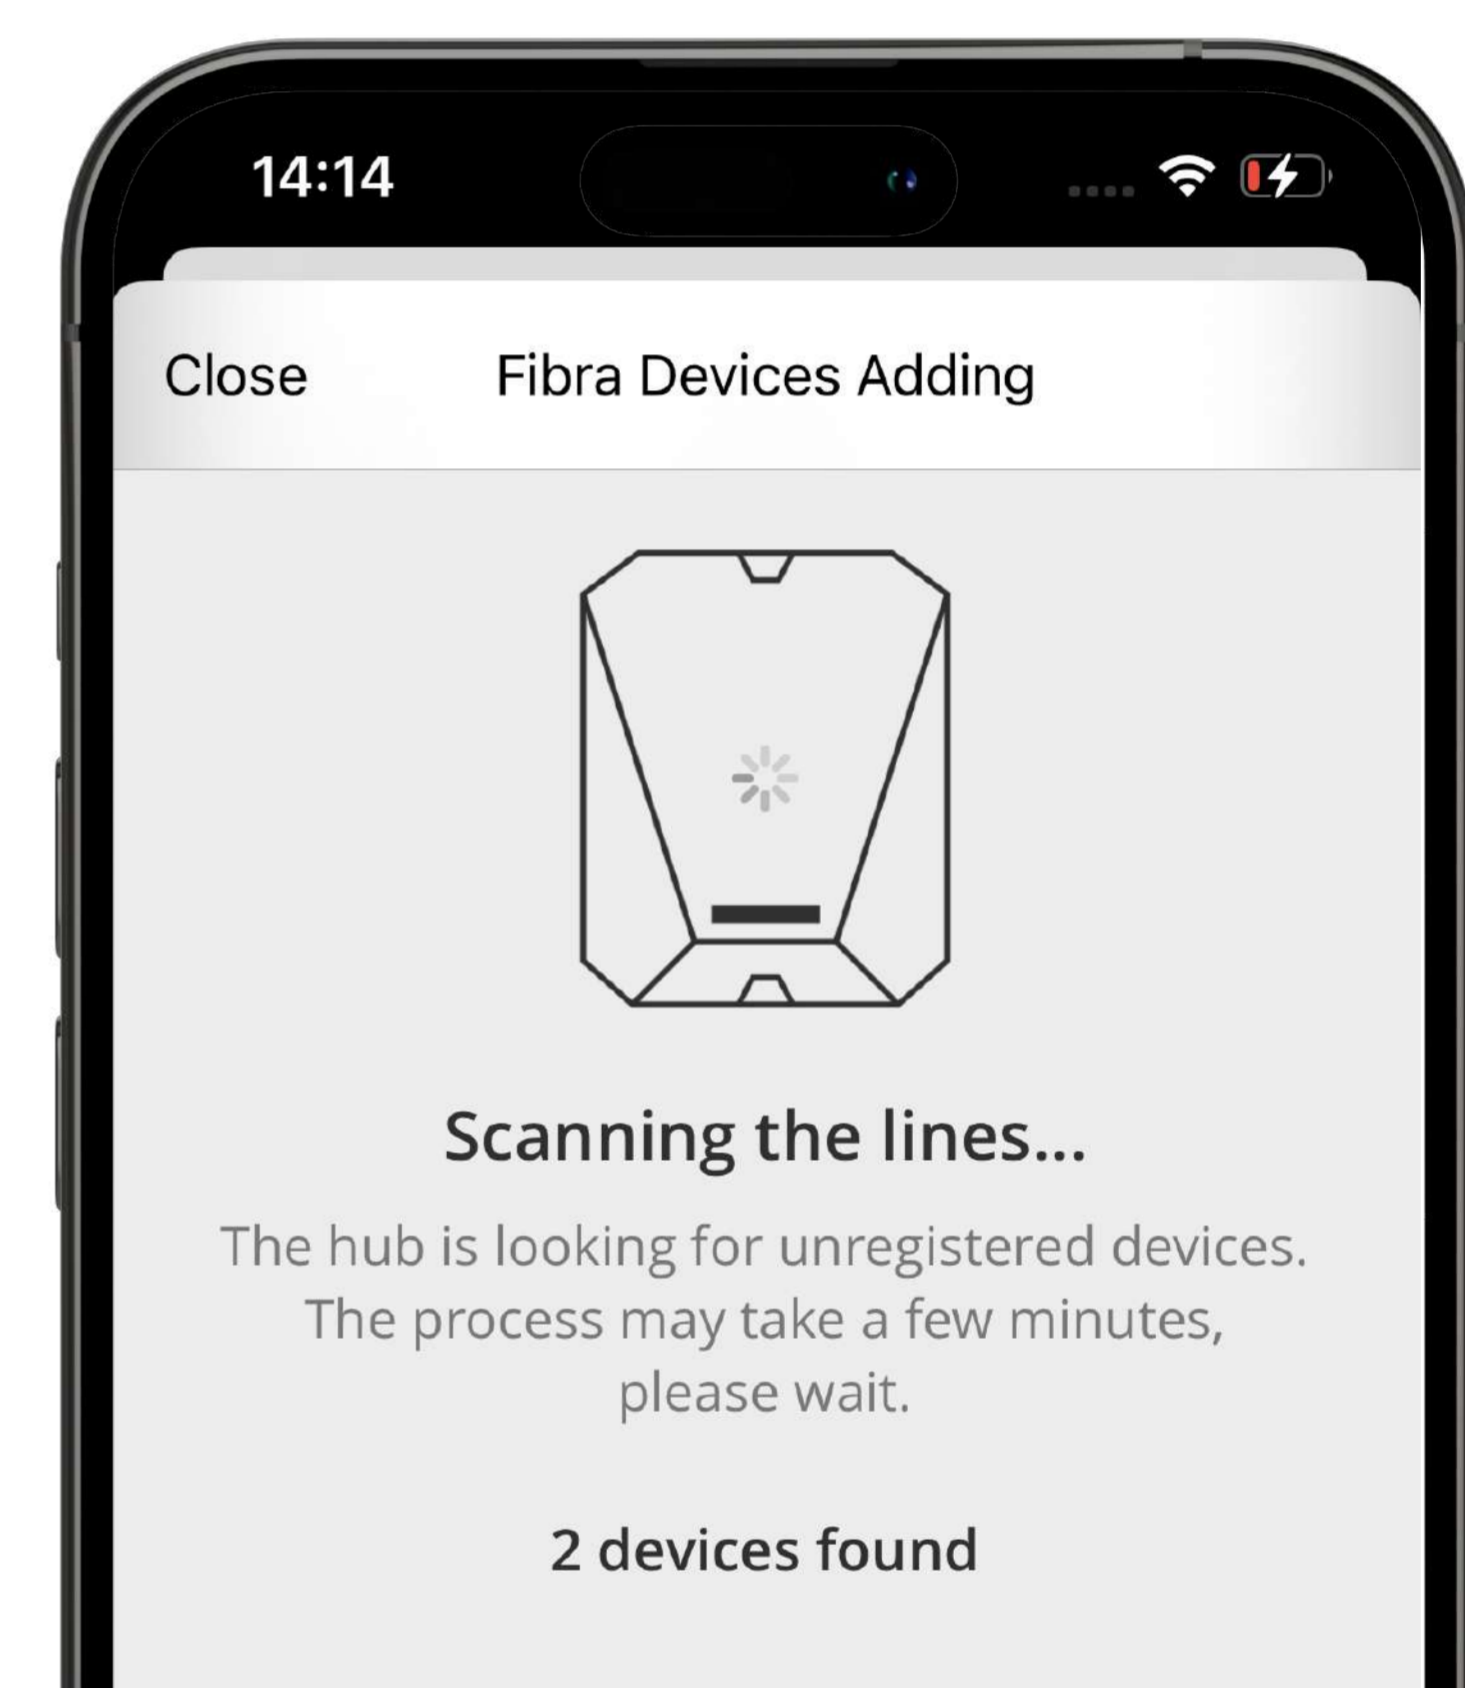 14:14
Close
Fibra Devices Adding
Scanning the lines...
The hub is looking for unregistered devices.
The process may take a few minutes,
please wait.
2 devices found